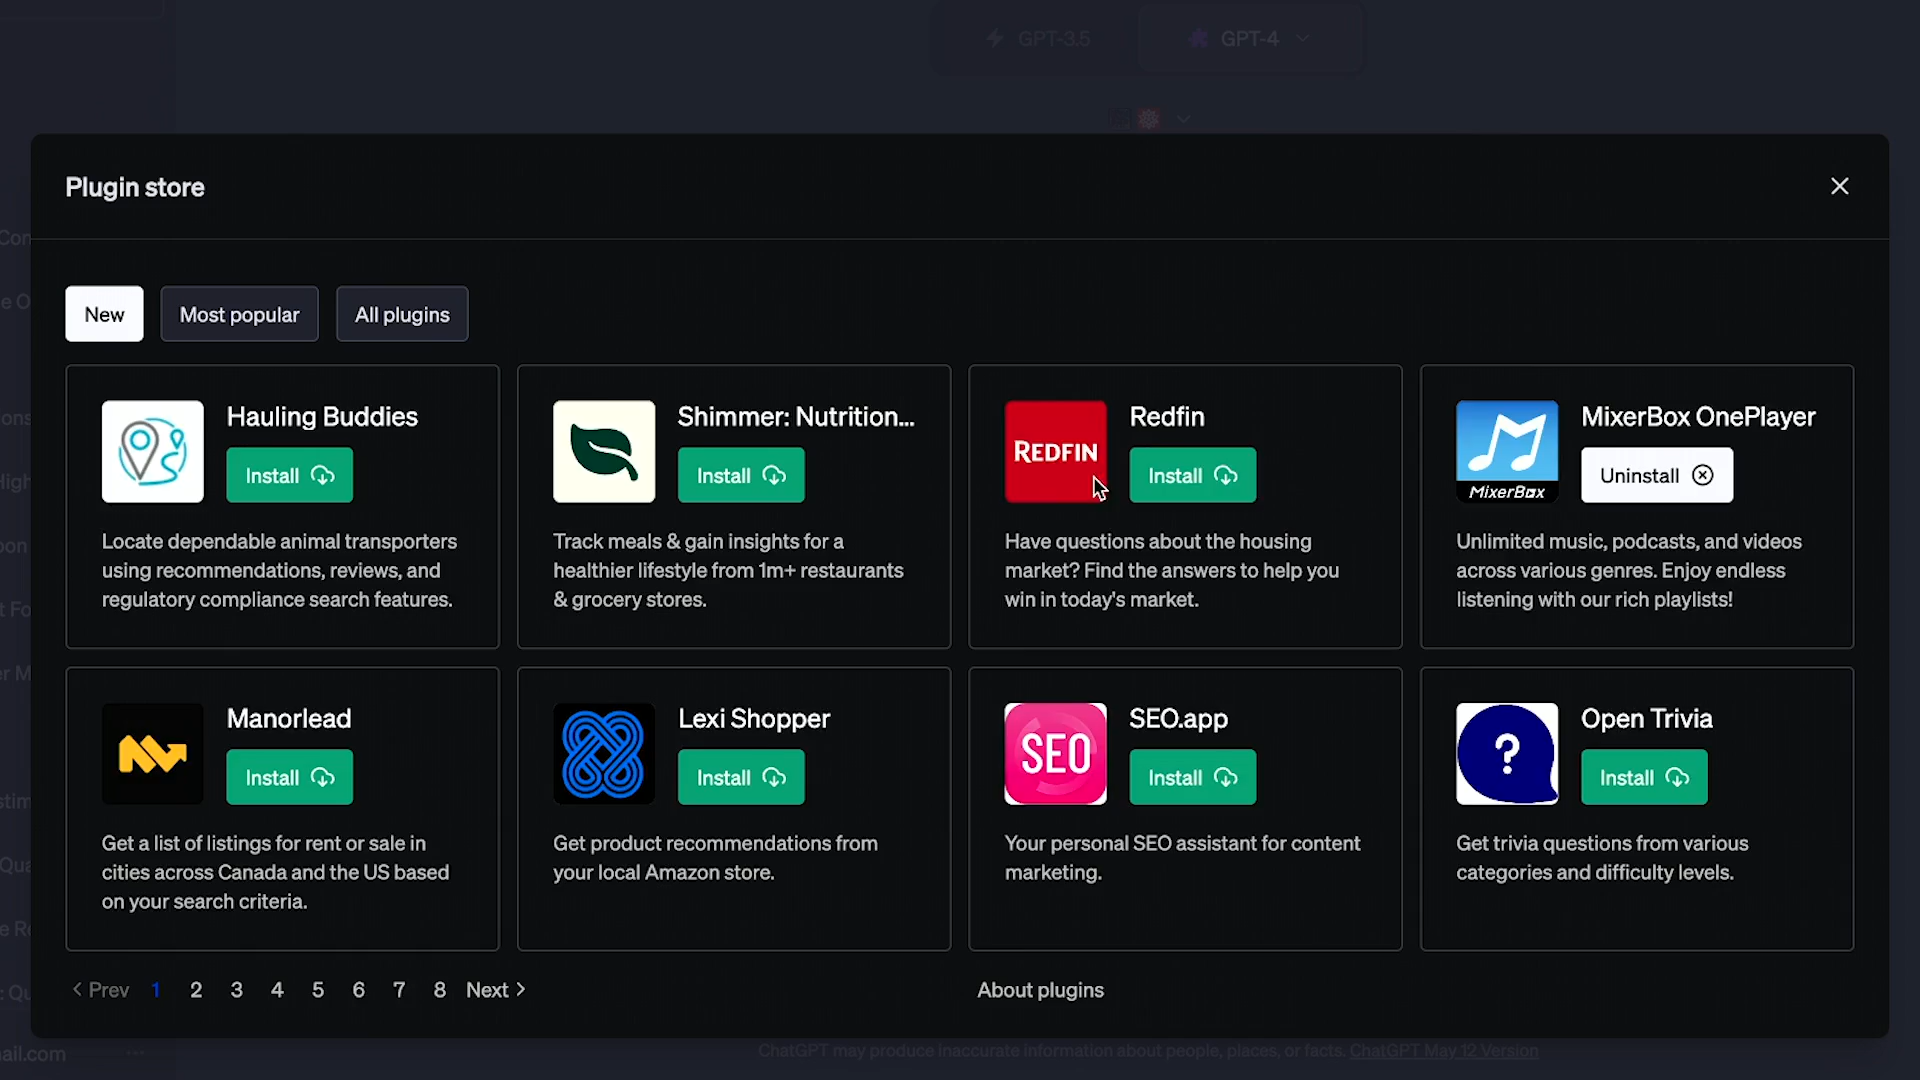 GPT-3.5
GPT-4
Plugin store
New
Most popular
All plugins
Hauling Buddies
Install
Locate dependable animal transporters
using recommendations, reviews, and
regulatory compliance search features.
Shimmer: Nutrition...
Install
Track meals & gain insights for a
healthier lifestyle from 1m+ restaurants
& grocery stores.
REDFIN
Redfin
Install
Have questions about the housing
market? Find the answers to help you
win in today's market.
MixerBox
MixerBox OnePlayer
Uninstall
Unlimited music, podcasts, and videos
across various genres. Enjoy endless
listening with our rich playlists!
Manorlead
Install
Get a list of listings for rent or sale in
cities across Canada and the US based
on your search criteria.
Lexi Shopper
Install
Get product recommendations from
your local Amazon store.
SEO
SEO.app
Install
Your personal SEO assistant for content
marketing.
?
Open Trivia
Install
Get trivia questions from various
categories and difficulty levels.
< Prev 1 2 3 4 5 6 7 8 Next >
About plugins
ail.com
ChatGPT may produce inaccurate information about people, places, or facts. ChatGPT May 12 Version